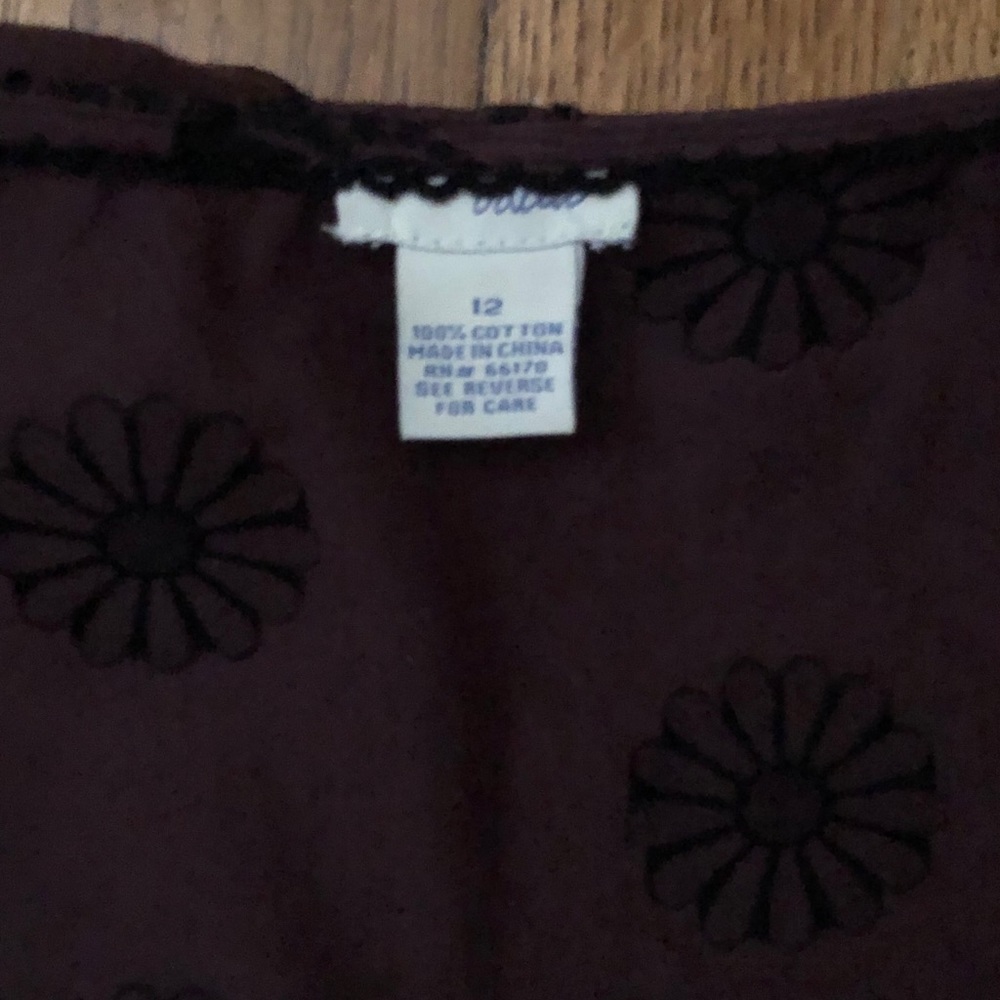 12
100% COTTON
MADE IN CHINA
RN# 66170
SEE REVERSE
FOR CARE